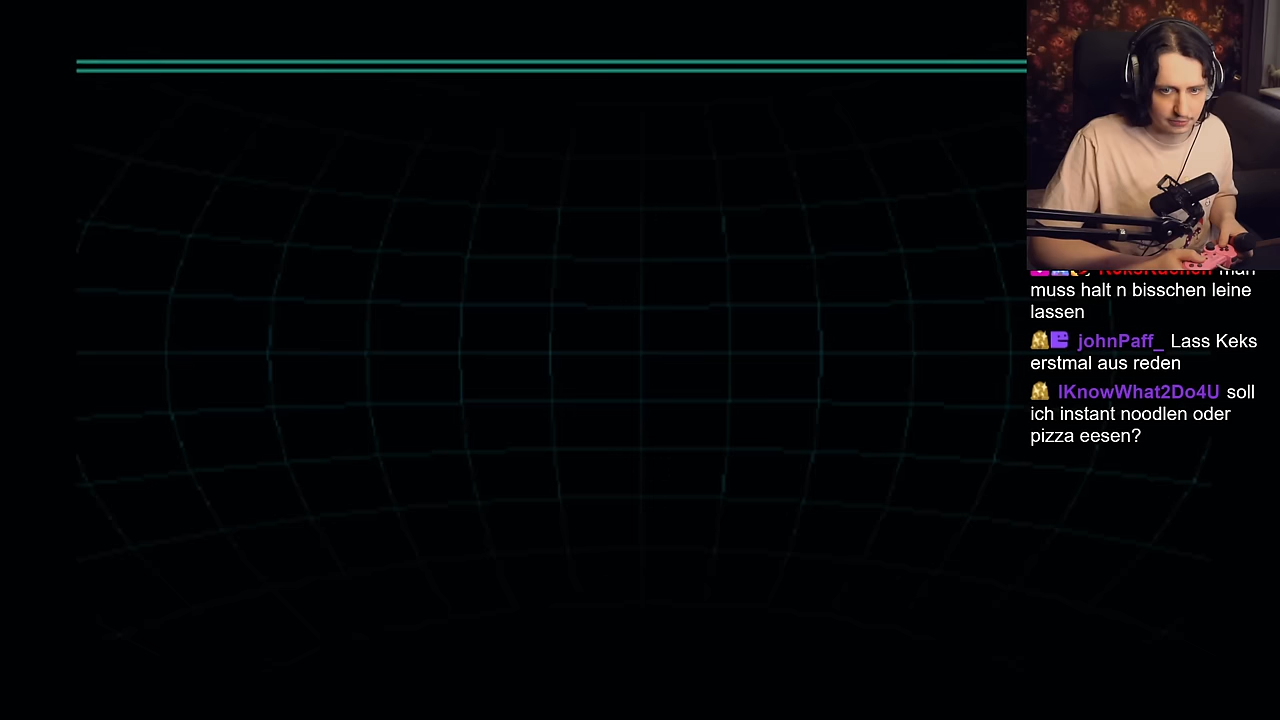 muss halt n bisschen leine
lassen
johnPaff_ Lass Keks
erstmal aus reden
IKnowWhat2Do4U soll
ich instant noodlen oder
pizza eesen?